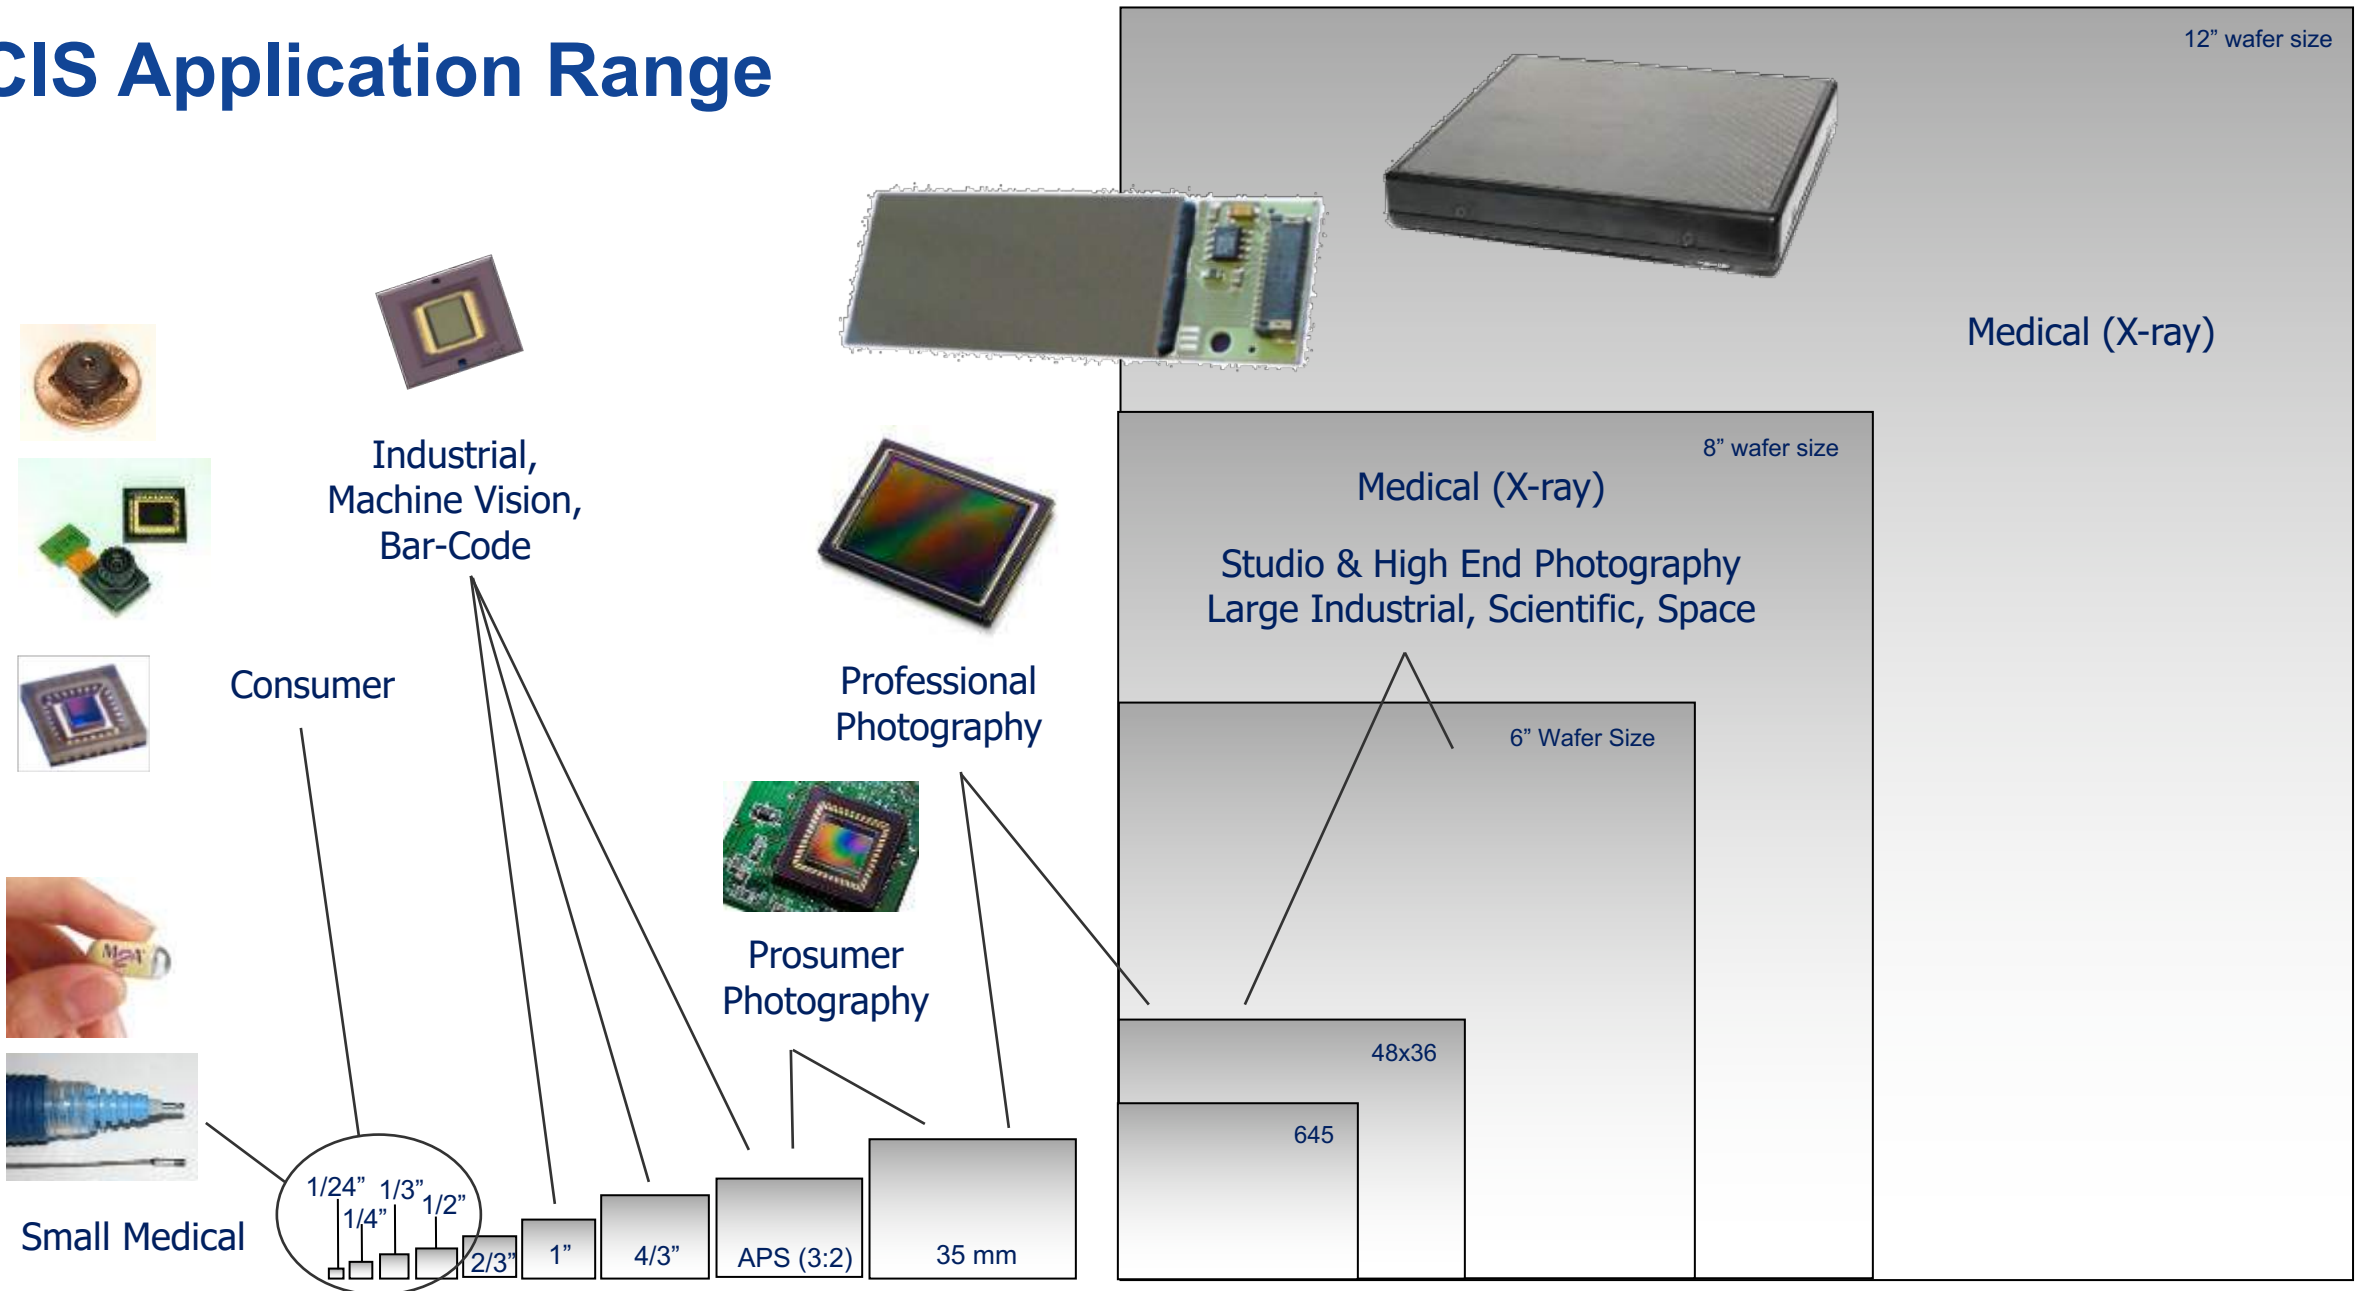 CIS Application Range
12” wafer size
Medical (X-ray)
8” wafer size
Medical (X-ray)
Studio & High End Photography
Large Industrial, Scientific, Space
6” Wafer Size
48x36
645
Industrial,
Machine Vision,
Bar-Code
Consumer
Professional
Photography
Prosumer
Photography
Small Medical
1/24”
1/4”
1/3”
1/2”
2/3”
1”
4/3”
APS (3:2)
35 mm